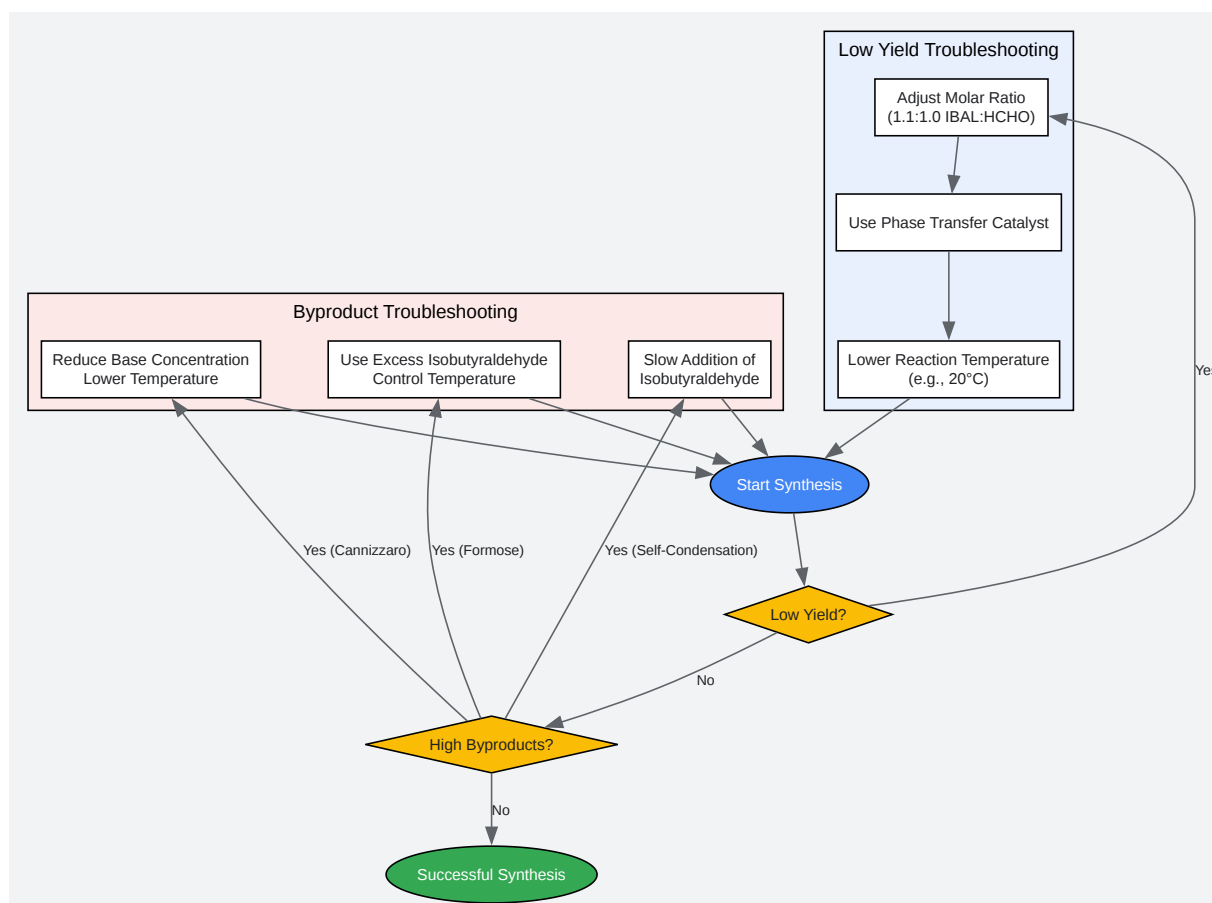 Low Yield Troubleshooting
Adjust Molar Ratio
(1.1:1.0 IBAL:HCHO)
Use Phase Transfer Catalyst
Lower Reaction Temperature
(e.g., 20°C)
Byproduct Troubleshooting
Reduce Base Concentration
Lower Temperature
Use Excess Isobutyraldehyde
Control Temperature
Slow Addition of
Isobutyraldehyde
Yes
Start Synthesis
Yes (Cannizzaro)
Yes (Formose)
Yes (Self-Condensation)
Low Yield?
No
High Byproducts?
No
Successful Synthesis